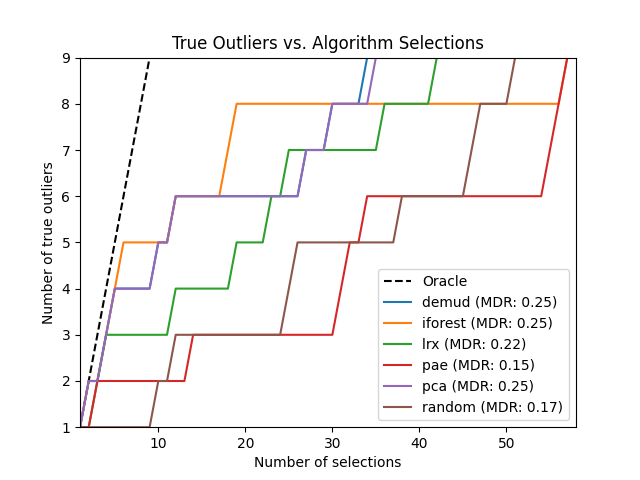 True Outliers vs. Algorithm Selections
Number of true outliers
9
8
7
6
5
4
3
2
1
10
20
30
40
50
Number of selections
Oracle
demud (MDR: 0.25)
iforest (MDR: 0.25)
lrx (MDR: 0.22)
pae (MDR: 0.15)
pca (MDR: 0.25)
random (MDR: 0.17)